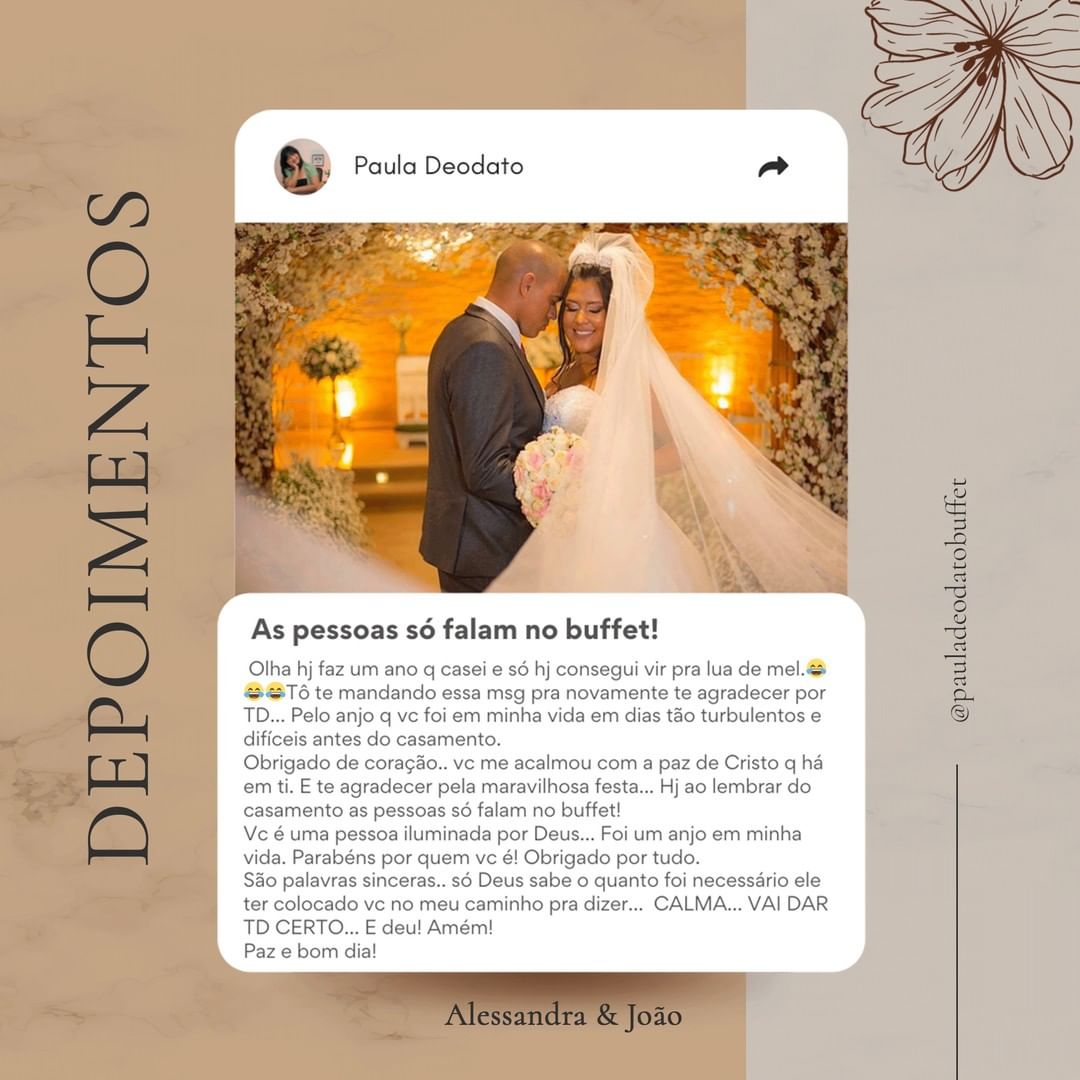 DEPOIMENTOS
Paula Deodato
As pessoas só falam no buffet!
Olha hj faz um ano q casei e só hj consegui vir pra lua de mel.😂
😂😂Tô te mandando essa msg pra novamente te agradecer por
TD... Pelo anjo q vc foi em minha vida em dias tão turbulentos e
difíceis antes do casamento.
Obrigado de coração.. vc me acalmou com a paz de Cristo q há
em ti. E te agradecer pela maravilhosa festa... Hj ao lembrar do
casamento as pessoas só falam no buffet!
Vc é uma pessoa iluminada por Deus... Foi um anjo em minha
vida. Parabéns por quem vc é! Obrigado por tudo.
São palavras sinceras.. só Deus sabe o quanto foi necessário ele
ter colocado vc no meu caminho pra dizer... CALMA... VAI DAR
TD CERTO... E deu! Amém!
Paz e bom dia!
Alessandra & João
@pauladeodatobuffet